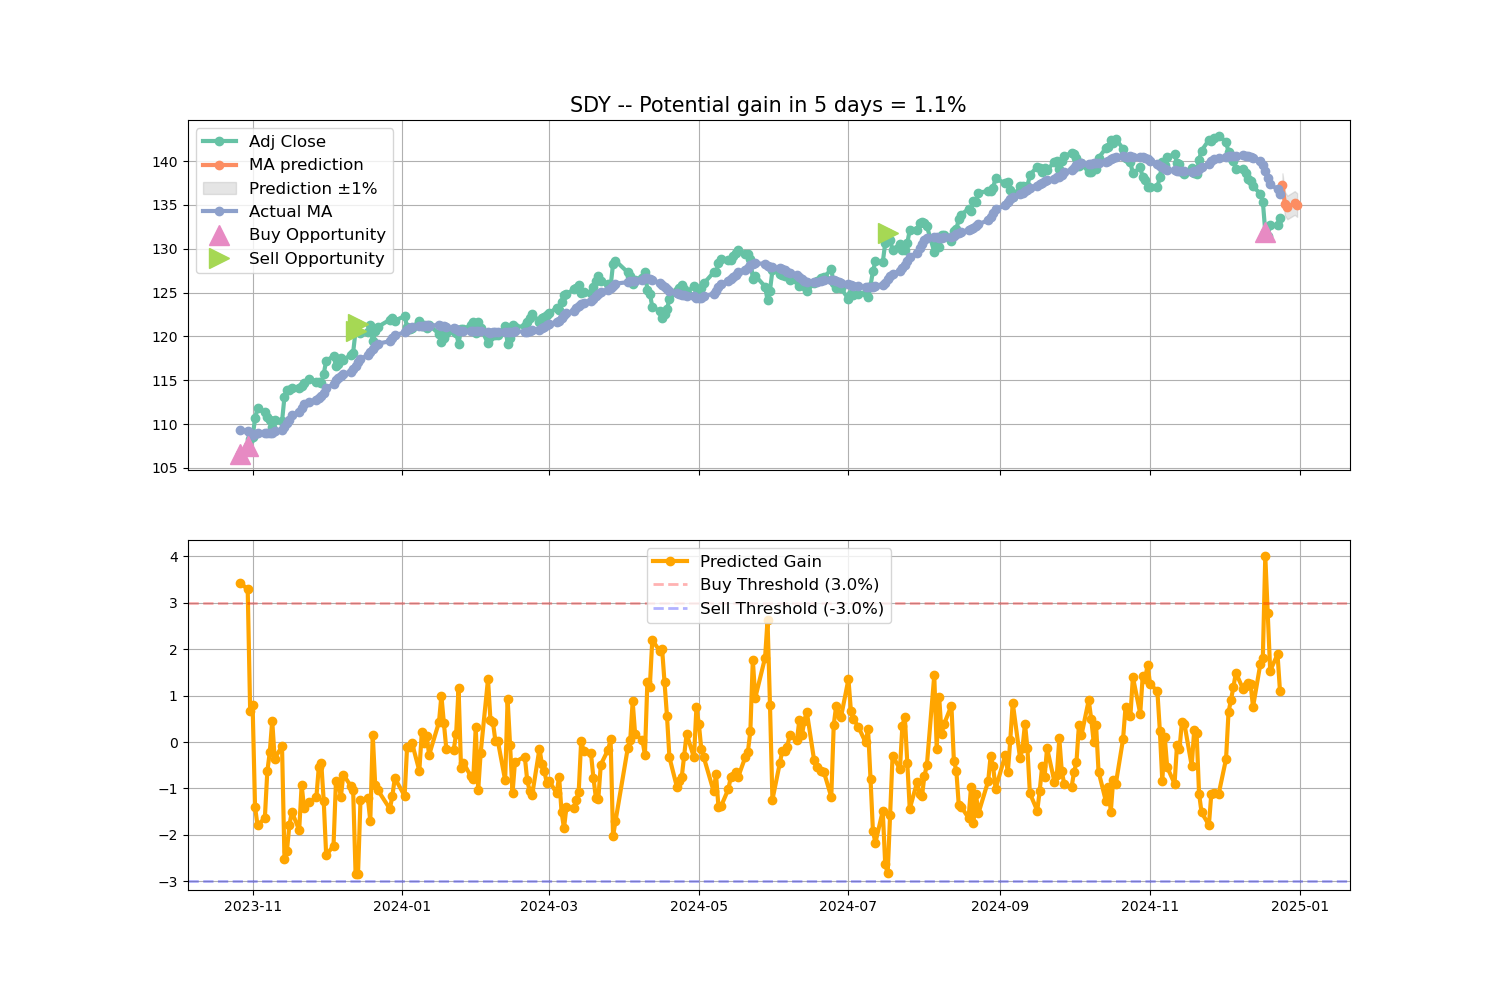 SDY -- Potential gain in 5 days = 1.1%
Adj Close
MA prediction
Prediction ±1%
Actual MA
Buy Opportunity
Sell Opportunity
140
135
130
125
120
115
110
105
Predicted Gain
Buy Threshold (3.0%)
Sell Threshold (-3.0%)
4
3
2
1
0
−1
−2
−3
2023-11 2024-01 2024-03 2024-05 2024-07 2024-09 2024-11 2025-01